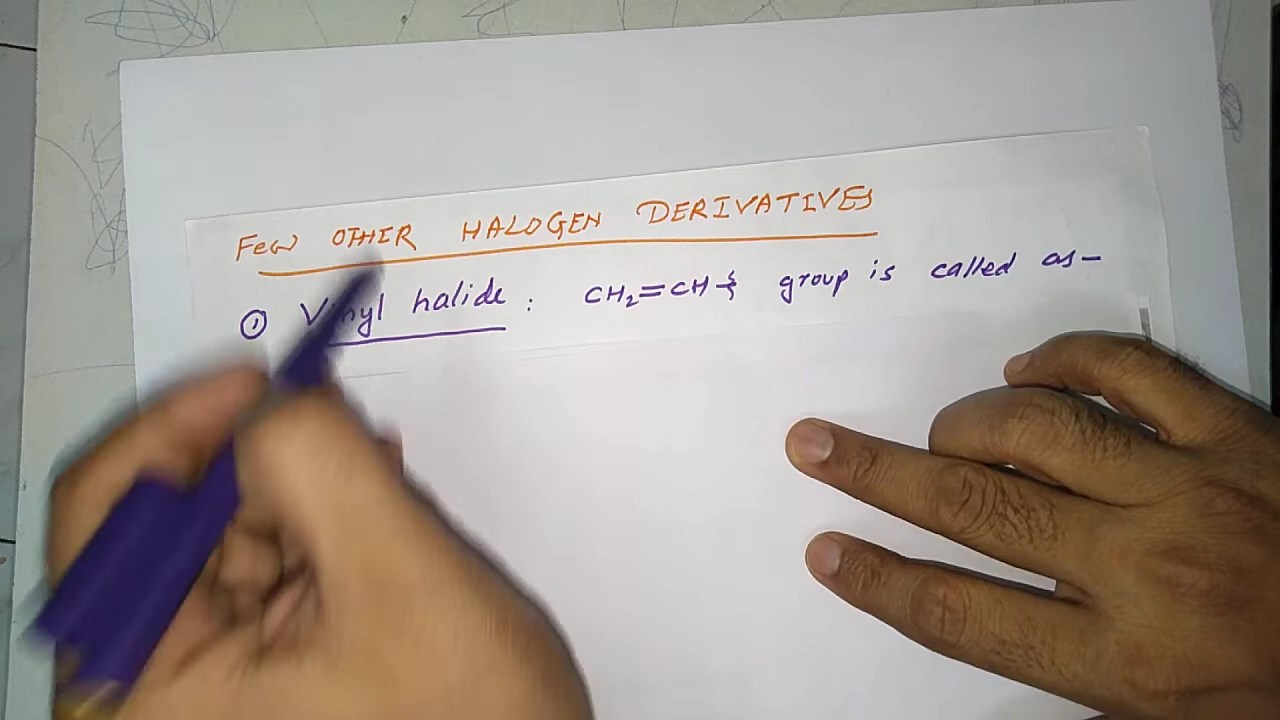 FEW OTHER HALOGEN DERIVATIVES
① Vinyl halide : CH₂=CH-⸾ group is called as-